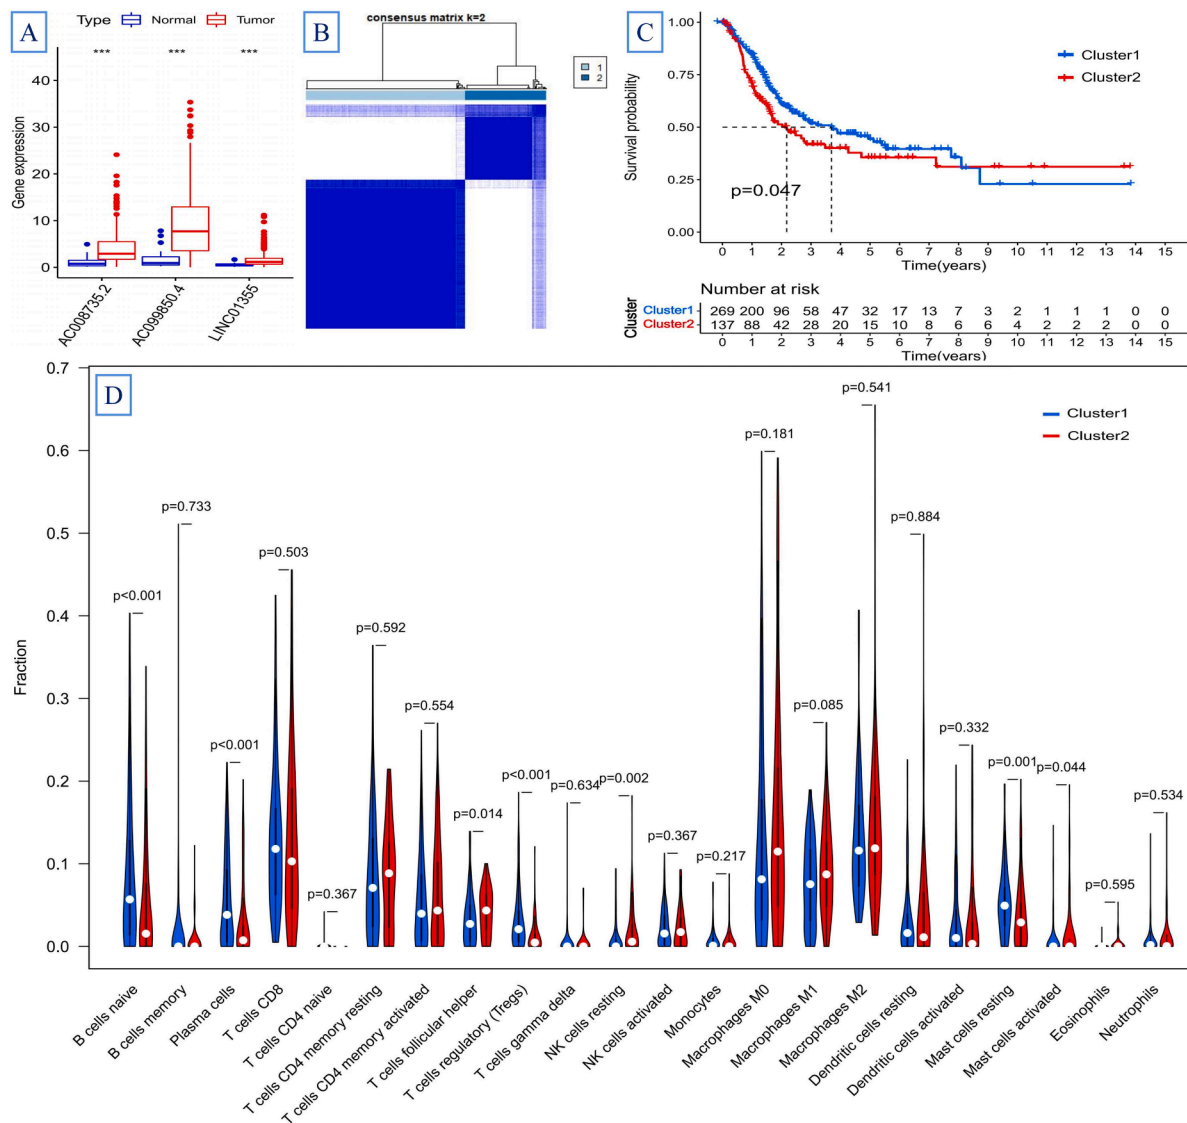 A
Type Normal Tumor
*** *** ***
Gene expression
40
30
20
10
0
AC008735.2
AC099850.4
LINC01355
B
consensus matrix k=2
1
2
C
Cluster1
Cluster2
Survival probability
1.00
0.75
0.50
0.25
0.00
p=0.047
0 1 2 3 4 5 6 7 8 9 10 11 12 13 14 15
Time(years)
Number at risk
Cluster
Cluster1 269 200 96 58 47 32 17 13 7 3 2 1 1 1 0 0
Cluster2 137 88 42 28 20 15 10 8 6 6 4 2 2 2 0 0
0 1 2 3 4 5 6 7 8 9 10 11 12 13 14 15
Time(years)
D
Cluster1
Cluster2
Fraction
0.7
0.6
0.5
0.4
0.3
0.2
0.1
0.0
p<0.001
p=0.733
p<0.001
p=0.503
p=0.367
p=0.592
p=0.554
p=0.014
p<0.001
p=0.634
p=0.002
p=0.367
p=0.217
p=0.181
p=0.085
p=0.541
p=0.884
p=0.332
p=0.001
p=0.044
p=0.595
p=0.534
B cells naive
B cells memory
Plasma cells
T cells CD8
T cells CD4 naive
T cells CD4 memory resting
T cells CD4 memory activated
T cells follicular helper
T cells regulatory (Tregs)
T cells gamma delta
NK cells resting
NK cells activated
Monocytes
Macrophages M0
Macrophages M1
Macrophages M2
Dendritic cells resting
Dendritic cells activated
Mast cells resting
Mast cells activated
Eosinophils
Neutrophils